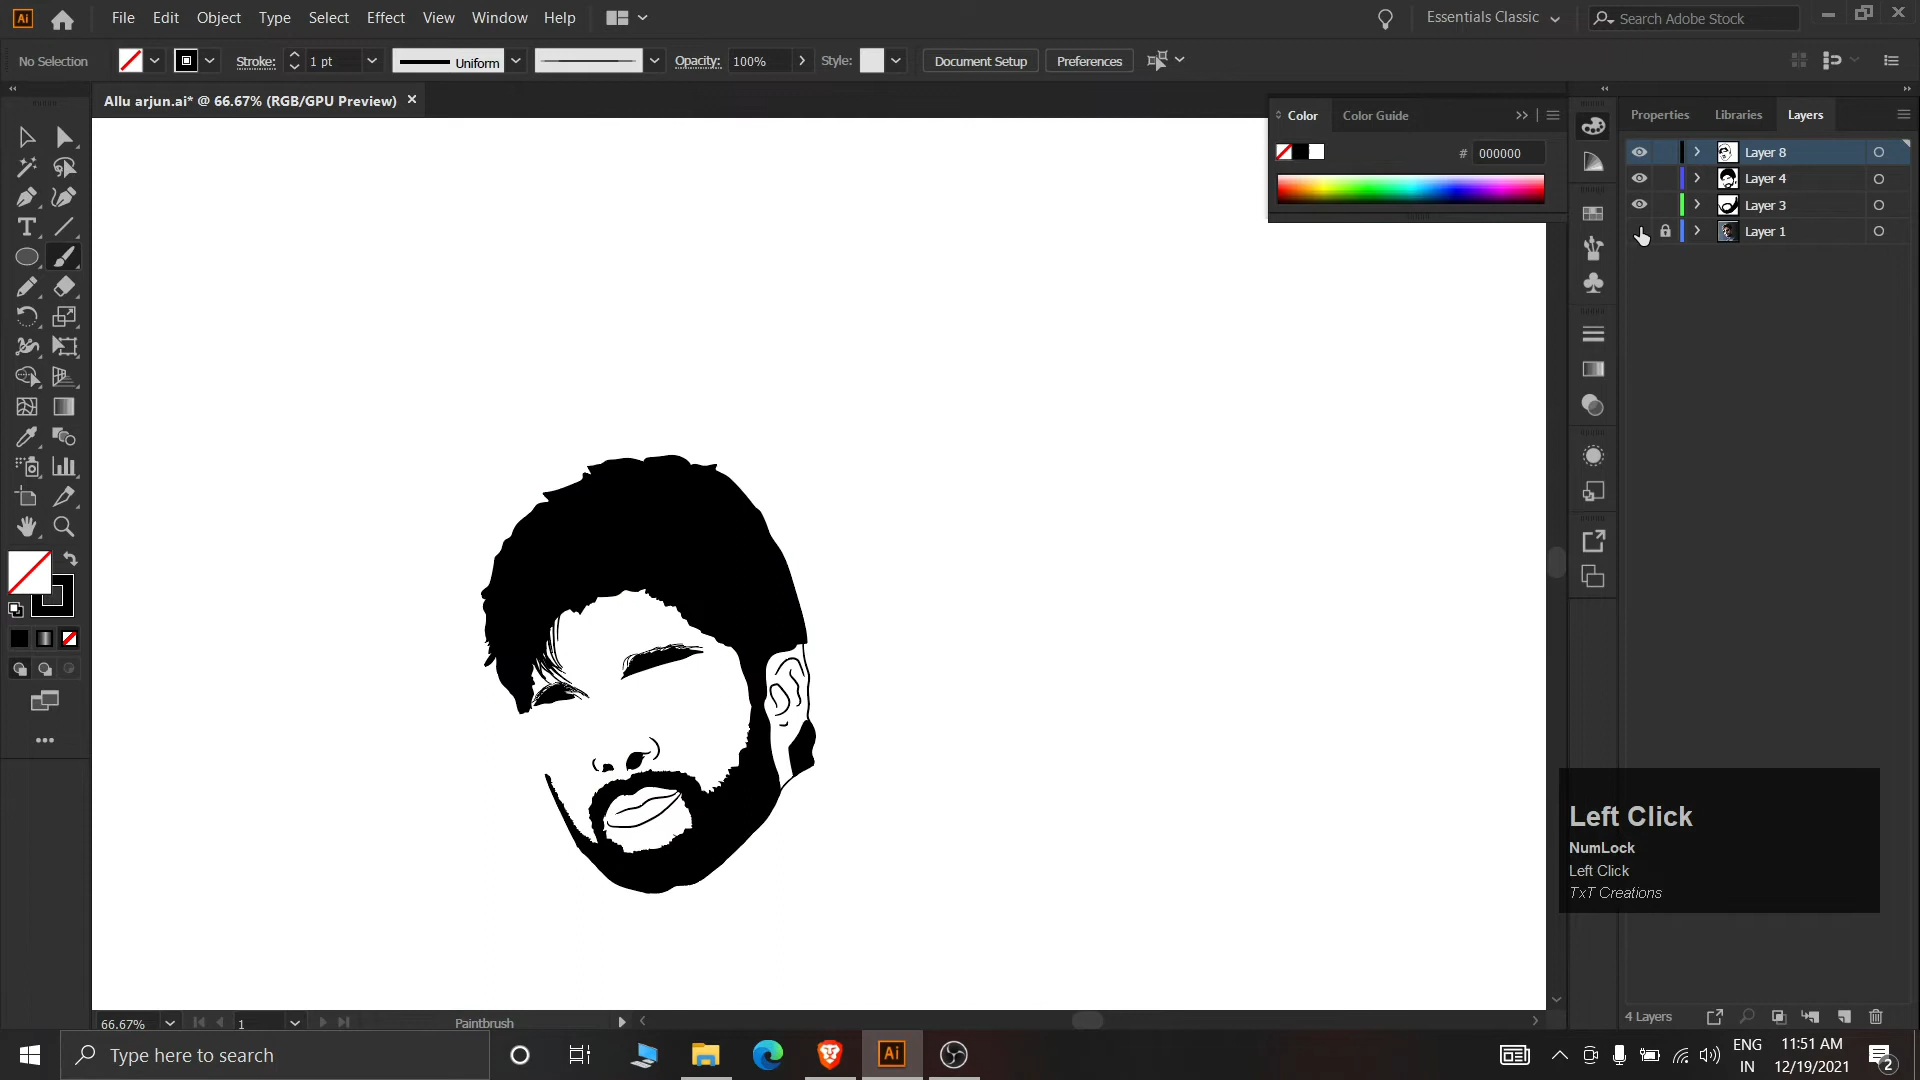 Ai
File Edit Object Type Select Effect View Window Help
Essentials Classic
Search Adobe Stock
No Selection
Stroke:
1 pt
Uniform
Opacity:
100%
Style:
Document Setup
Preferences
Allu arjun.ai* @ 66.67% (RGB/GPU Preview)
Color
Color Guide
# 000000
Properties
Libraries
Layers
Layer 8
Layer 4
Layer 3
Layer 1
Left Click
NumLock
Left Click
TxT Creations
4 Layers
66.67%
1
Paintbrush
Type here to search
Ai
ENG
IN
11:51 AM
12/19/2021
2